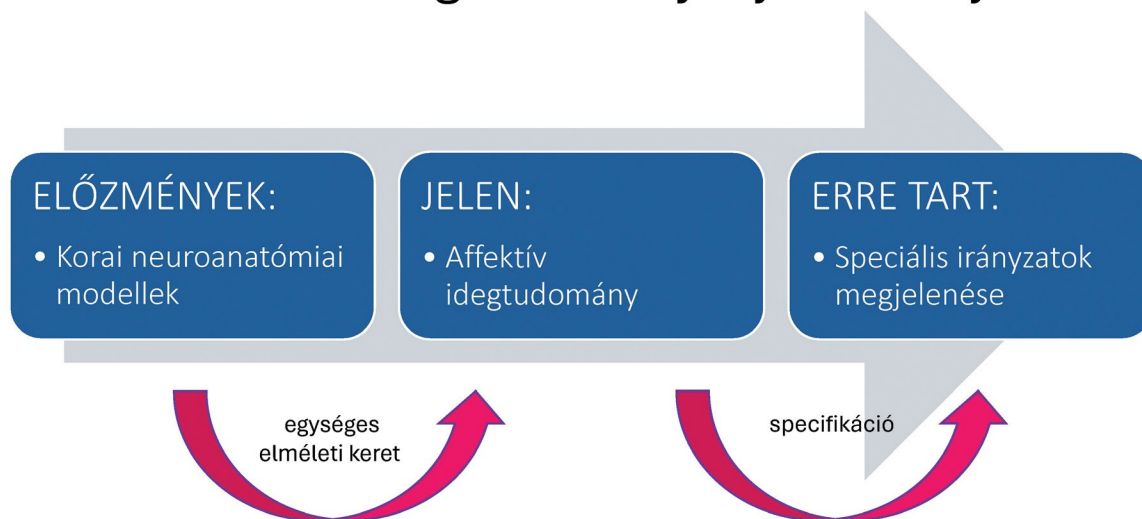 ELŐZMÉNYEK:
• Korai neuroanatómiai
modellek
JELEN:
• Affektív
idegtudomány
ERRE TART:
• Speciális irányzatok
megjelenése
egységes
elméleti keret
specifikáció